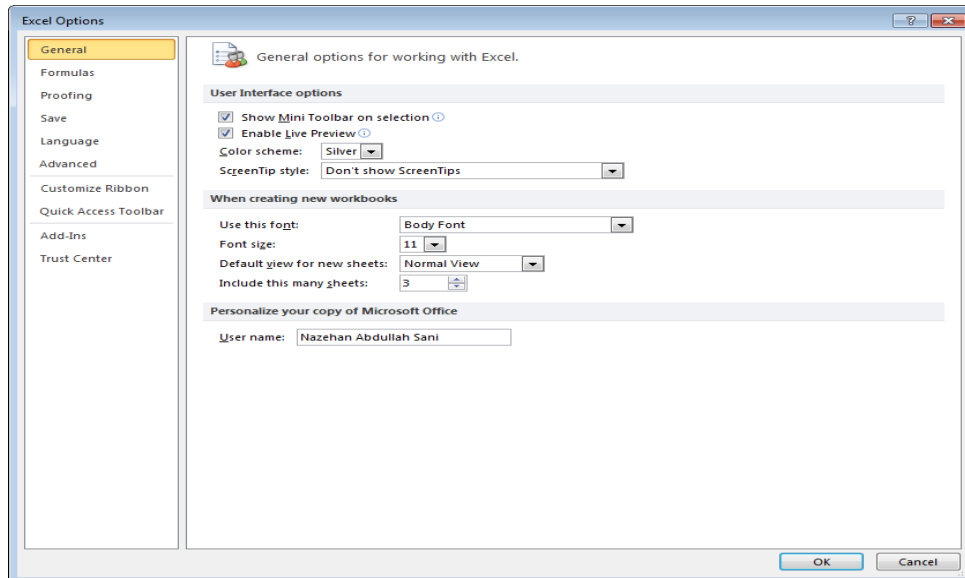 Excel Options
General
Formulas
Proofing
Save
Language
Advanced
Customize Ribbon
Quick Access Toolbar
Add-Ins
Trust Center
General options for working with Excel.
User Interface options
Show Mini Toolbar on selection
Enable Live Preview
Color scheme: Silver
ScreenTip style: Don't show ScreenTips
When creating new workbooks
Use this font: Body Font
Font size: 11
Default view for new sheets: Normal View
Include this many sheets: 3
Personalize your copy of Microsoft Office
User name: Nazehan Abdullah Sani
OK Cancel